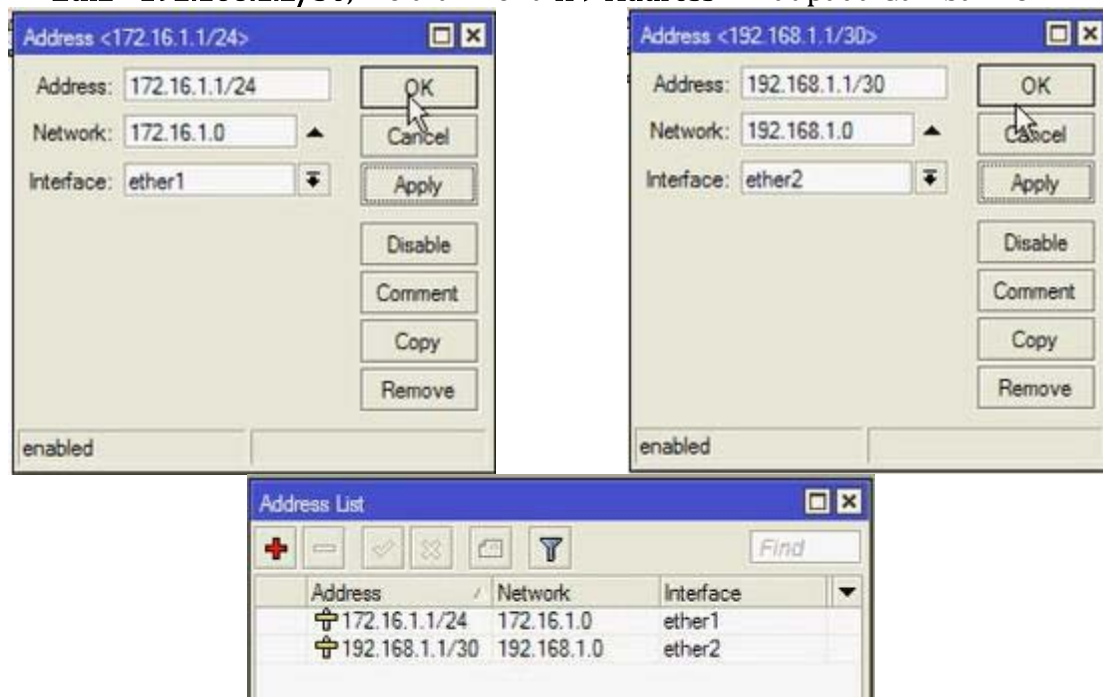 Address <172.16.1.1/24>
Address: 172.16.1.1/24
Network: 172.16.1.0
Interface: ether1
OK
Cancel
Apply
Disable
Comment
Copy
Remove
enabled
Address <192.168.1.1/30>
Address: 192.168.1.1/30
Network: 192.168.1.0
Interface: ether2
OK
Cancel
Apply
Disable
Comment
Copy
Remove
enabled
Address List
Find
Address Network Interface
172.16.1.1/24 172.16.1.0 ether1
192.168.1.1/30 192.168.1.0 ether2